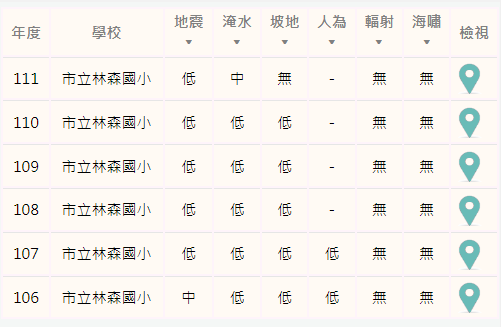 年度 學校 地震 淹水 坡地 人為 輻射 海嘯 檢視
111 市立林森國小 低 中 無 - 無 無
110 市立林森國小 低 低 低 - 無 無
109 市立林森國小 低 低 低 - 無 無
108 市立林森國小 低 低 低 - 無 無
107 市立林森國小 低 低 低 低 無 無
106 市立林森國小 中 低 低 低 無 無